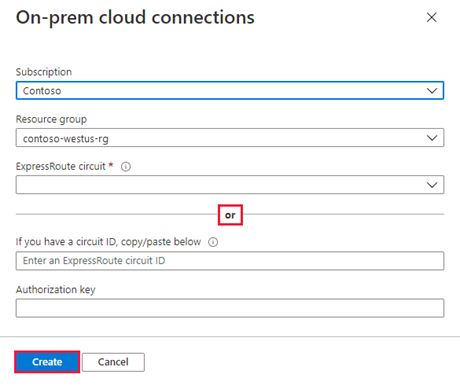 On-prem cloud connections
Subscription
Contoso
Resource group
contoso-westus-rg
ExpressRoute circuit *
or
If you have a circuit ID, copy/paste below
Enter an ExpressRoute circuit ID
Authorization key
Create Cancel